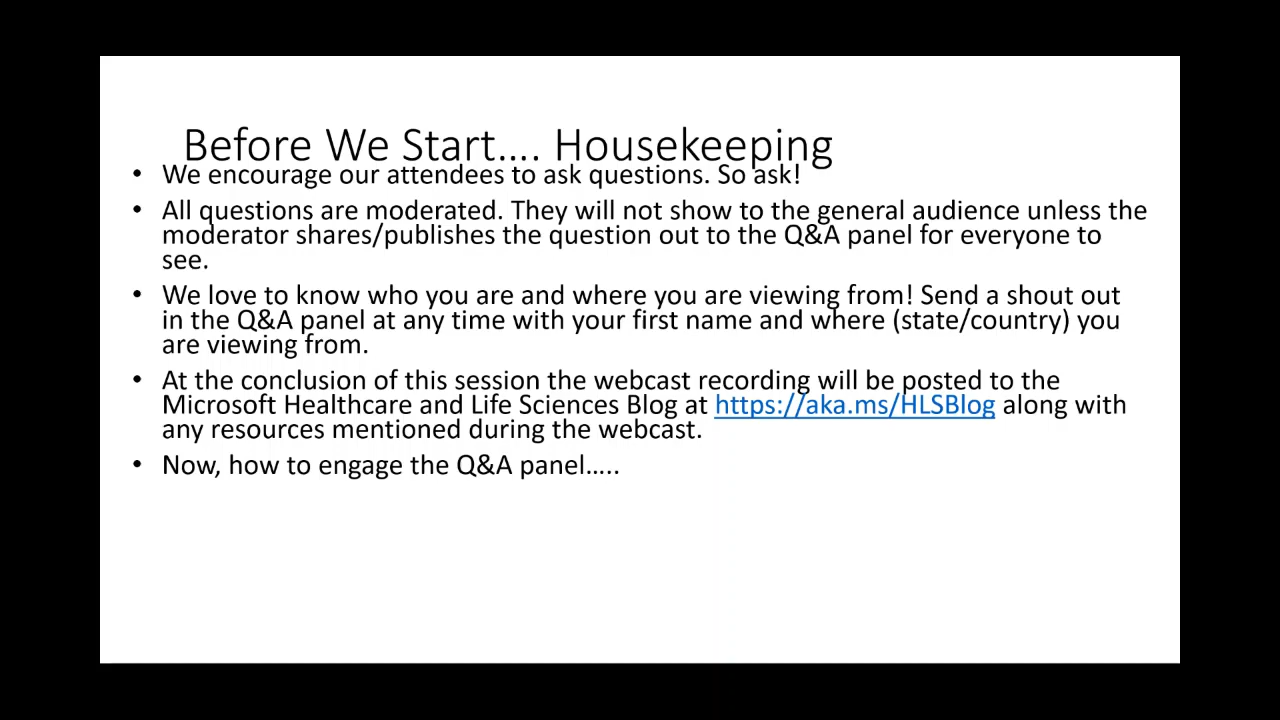 Before We Start.... Housekeeping
• We encourage our attendees to ask questions. So ask!
• All questions are moderated. They will not show to the general audience unless the
moderator shares/publishes the question out to the Q&A panel for everyone to
see.
• We love to know who you are and where you are viewing from! Send a shout out
in the Q&A panel at any time with your first name and where (state/country) you
are viewing from.
• At the conclusion of this session the webcast recording will be posted to the
Microsoft Healthcare and Life Sciences Blog at https://aka.ms/HLSBlog along with
any resources mentioned during the webcast.
• Now, how to engage the Q&A panel.....